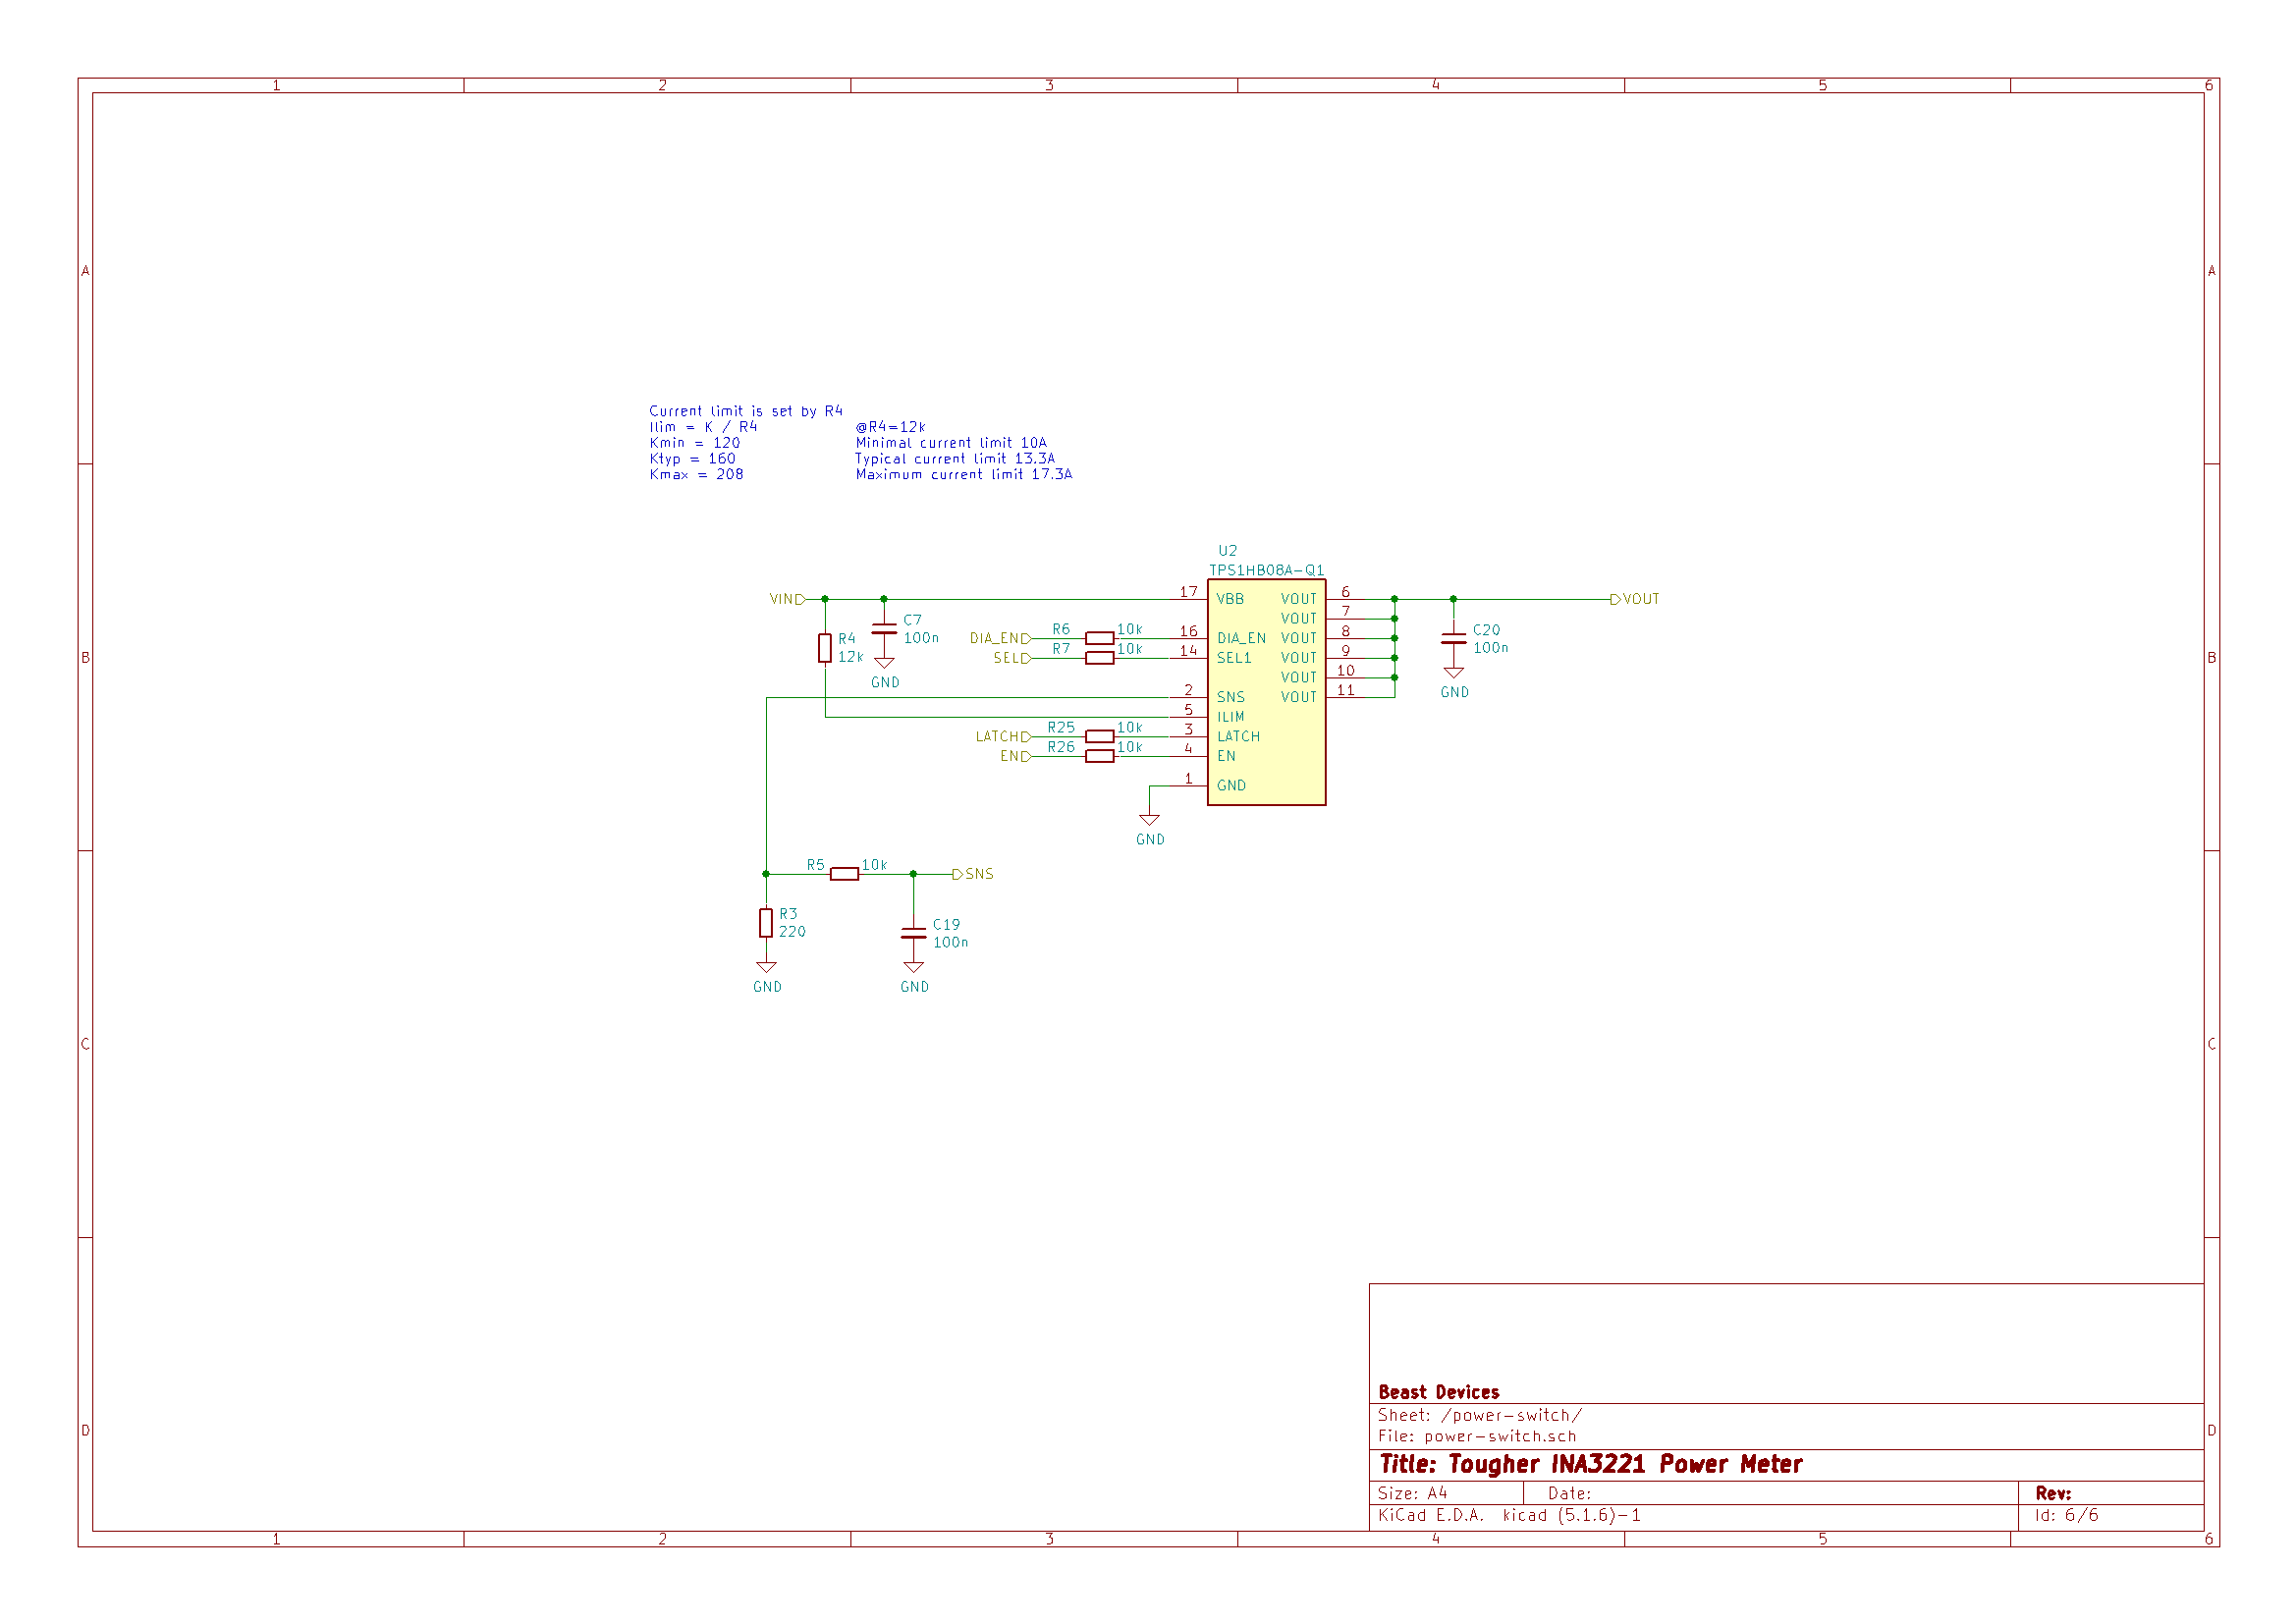 1 2 3 4 5 6
A A
Current limit is set by R4
Ilim = K / R4 @R4=12k
Kmin = 120 Minimal current limit 10A
Ktyp = 160 Typical current limit 13.3A
Kmax = 208 Maximum current limit 17.3A
U2
TPS1HB08A-Q1
VIN 17 VBB VOUT 6 VOUT
VOUT 7
C7
100n
R4
12k
GND
DIA_EN R6 10k 16 DIA_EN VOUT 8
SEL R7 10k 14 SEL1 VOUT 9
VOUT 10
2 SNS VOUT 11
C20
100n
GND
5 ILIM
LATCH R25 10k 3 LATCH
EN R26 10k 4 EN
1 GND
GND
B B
R5 10k SNS
R3
220
C19
100n
GND GND
C C
D D
Beast Devices
Sheet: /power-switch/
File: power-switch.sch
Title: Tougher INA3221 Power Meter
Size: A4 Date: Rev:
KiCad E.D.A. kicad (5.1.6)-1 Id: 6/6
1 2 3 4 5 6